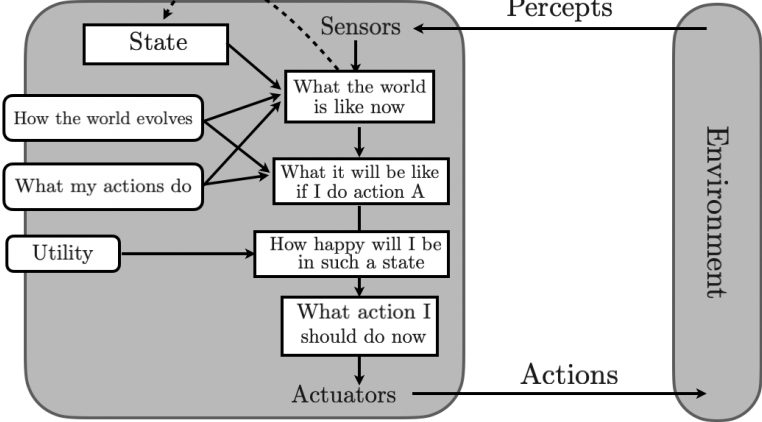 Percepts
Sensors
State
What the world
is like now
How the world evolves
What it will be like
if I do action A
What my actions do
Utility
How happy will I be
in such a state
What action I
should do now
Actions
Actuators
Environment